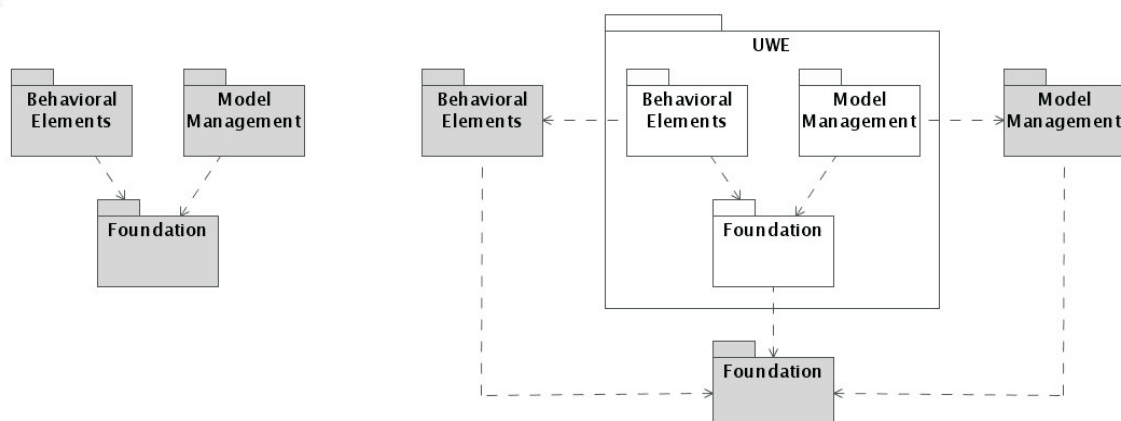 Behavioral
Elements
Model
Management
Foundation
UWE
Behavioral
Elements
Behavioral
Elements
Model
Management
Model
Management
Foundation
Foundation